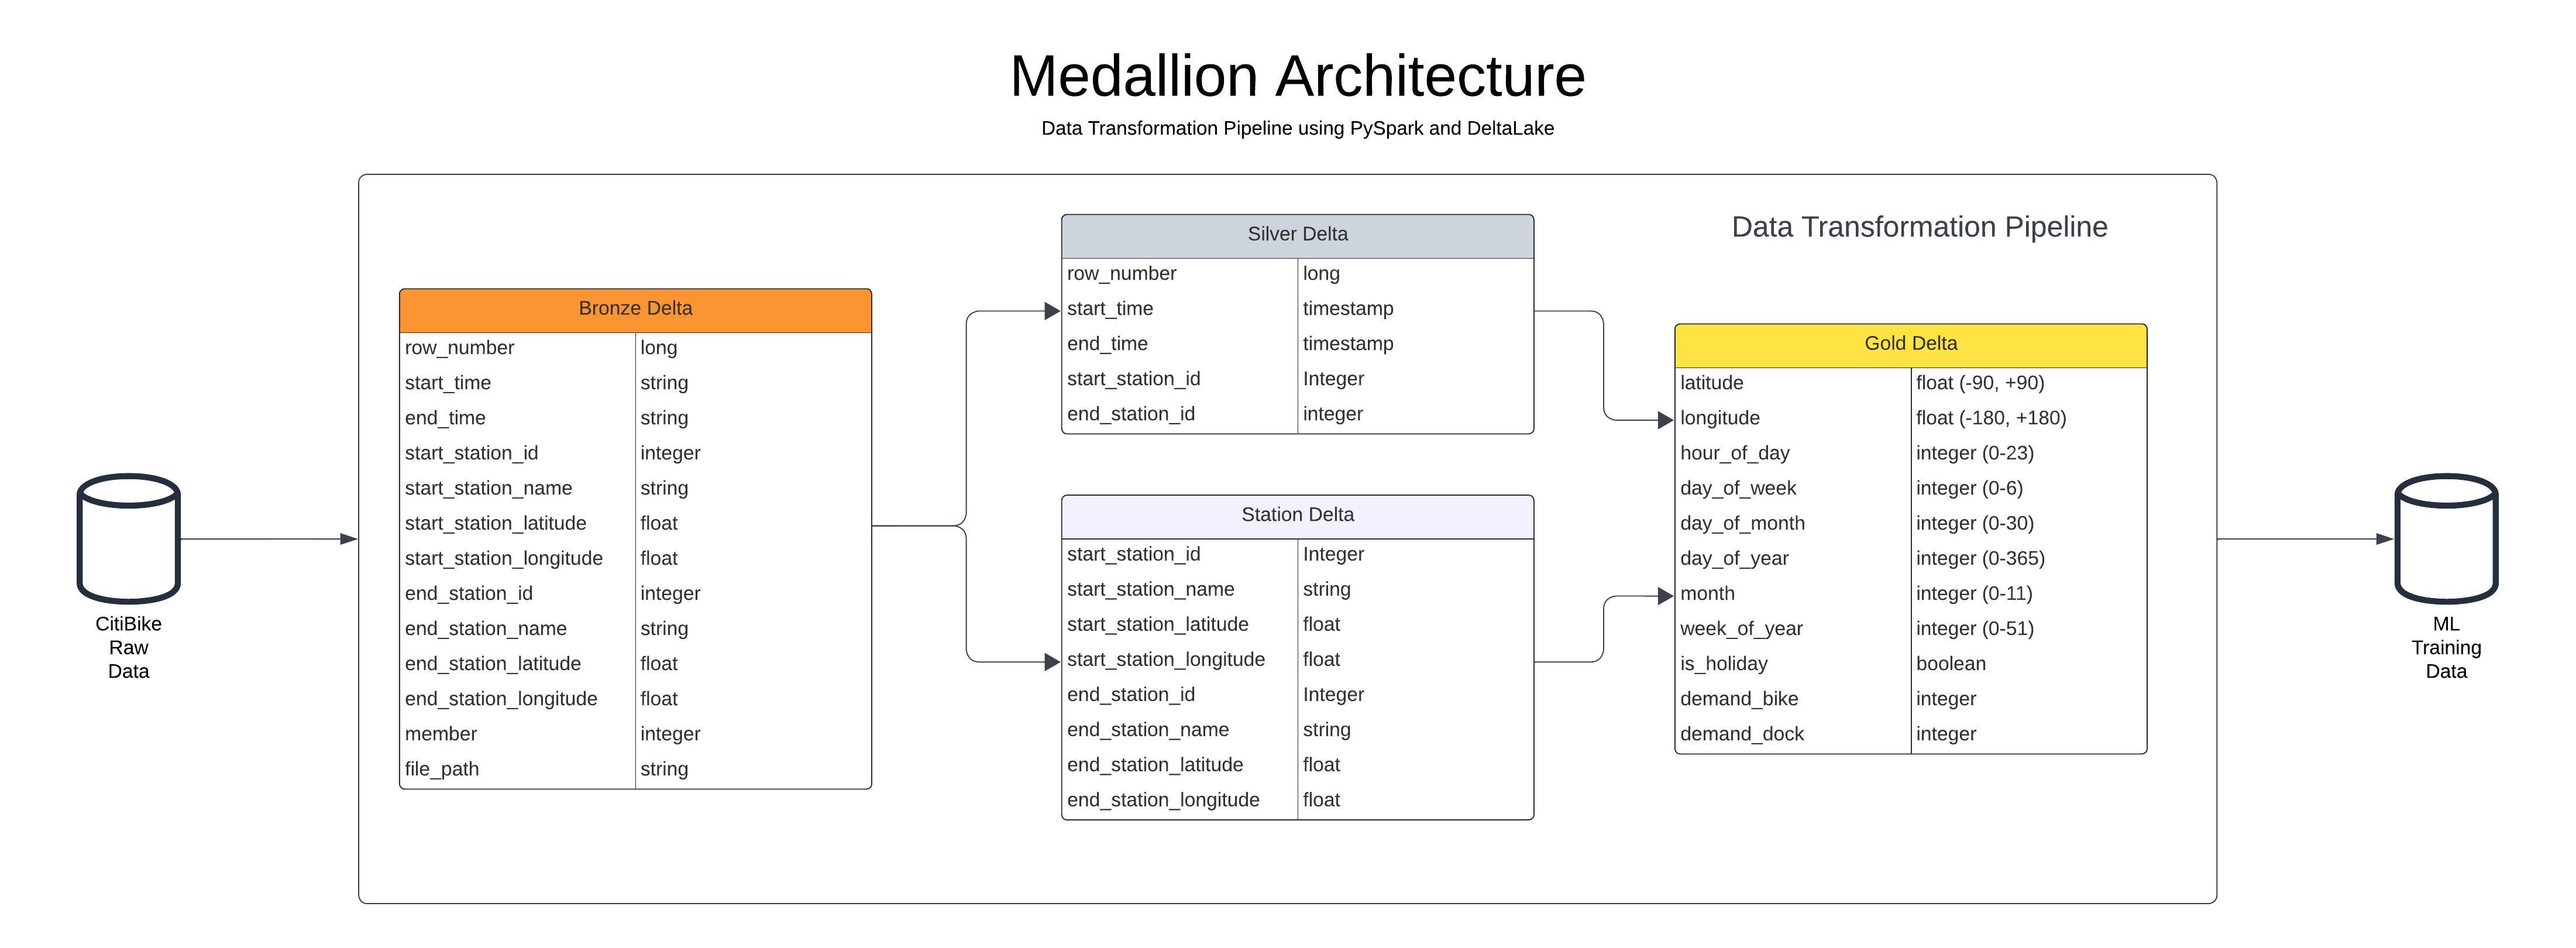 Medallion Architecture
Data Transformation Pipeline using PySpark and DeltaLake
CitiBike
Raw
Data
Bronze Delta
row_number long
start_time string
end_time string
start_station_id integer
start_station_name string
start_station_latitude float
start_station_longitude float
end_station_id integer
end_station_name string
end_station_latitude float
end_station_longitude float
member integer
file_path string
Silver Delta
row_number long
start_time timestamp
end_time timestamp
start_station_id Integer
end_station_id integer
Station Delta
start_station_id Integer
start_station_name string
start_station_latitude float
start_station_longitude float
end_station_id Integer
end_station_name string
end_station_latitude float
end_station_longitude float
Data Transformation Pipeline
Gold Delta
latitude float (-90, +90)
longitude float (-180, +180)
hour_of_day integer (0-23)
day_of_week integer (0-6)
day_of_month integer (0-30)
day_of_year integer (0-365)
month integer (0-11)
week_of_year integer (0-51)
is_holiday boolean
demand_bike integer
demand_dock integer
ML
Training
Data